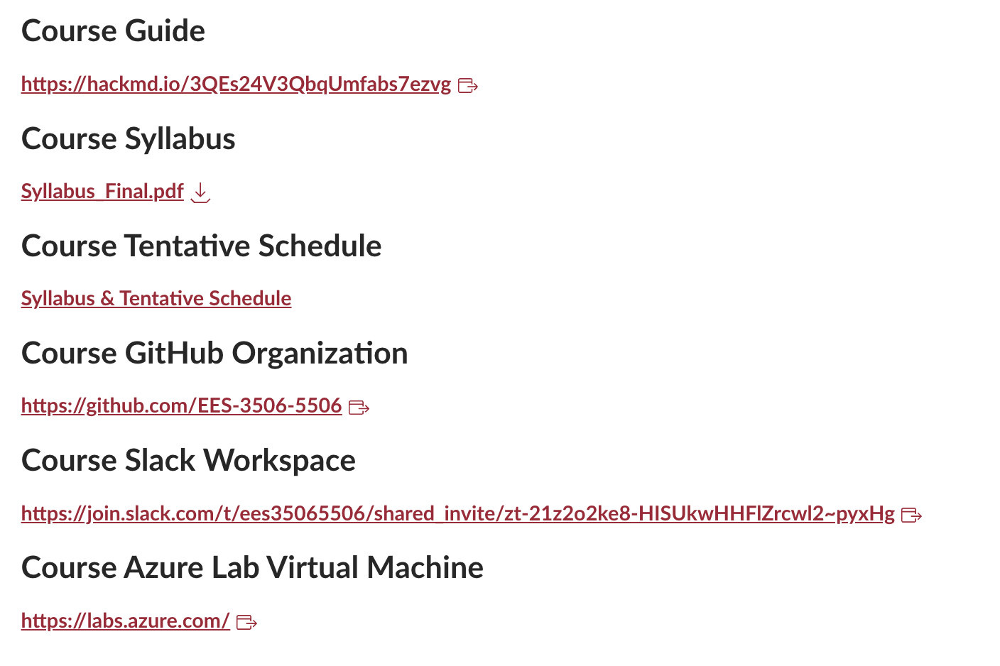 Course Guide
https://hackmd.io/3QEs24V3QbqUmfabs7ezvg
Course Syllabus
Syllabus_Final.pdf
Course Tentative Schedule
Syllabus & Tentative Schedule
Course GitHub Organization
https://github.com/EES-3506-5506
Course Slack Workspace
https://join.slack.com/t/ees35065506/shared_invite/zt-21z2o2ke8-HISUkwHHFlZrcwl2~pyxHg
Course Azure Lab Virtual Machine
https://labs.azure.com/